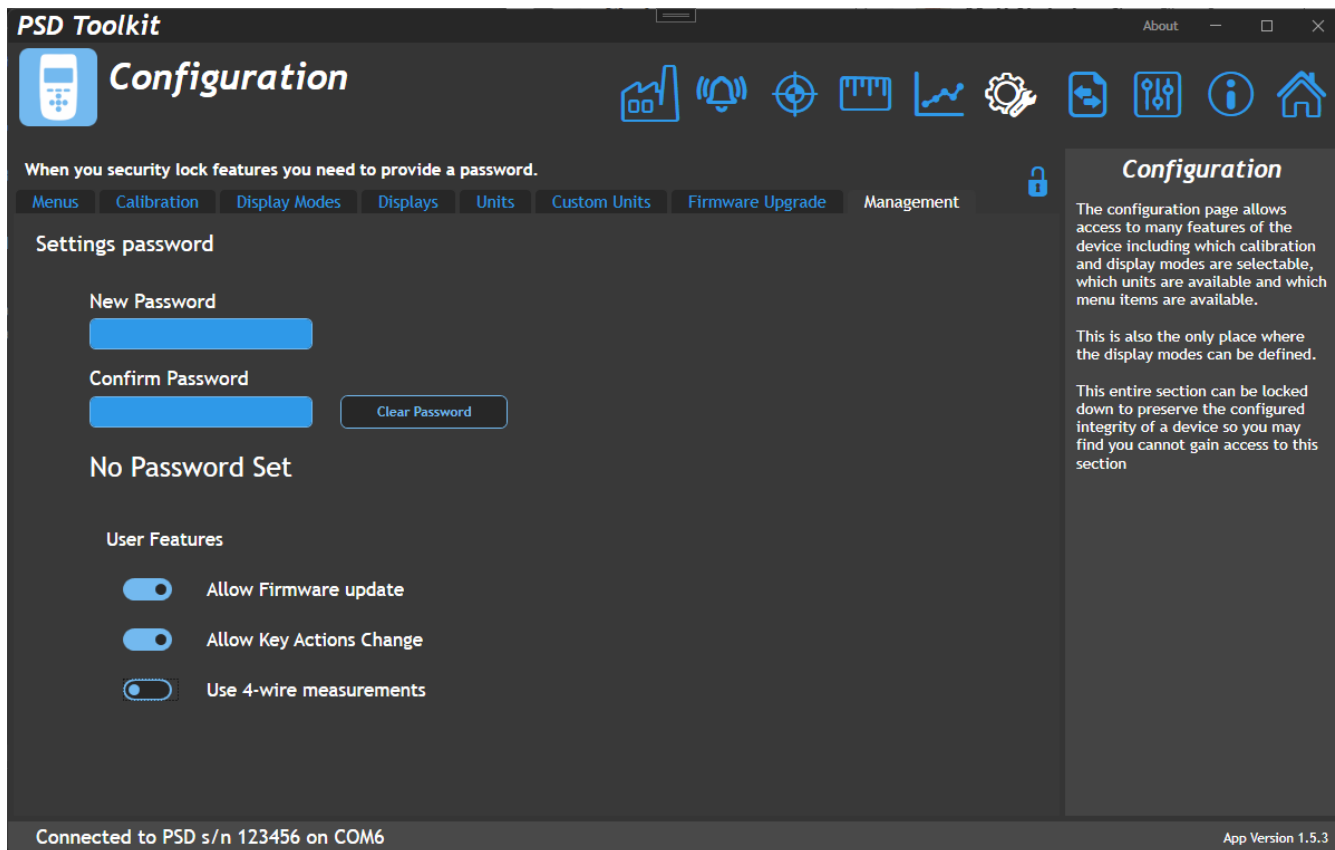 PSD Toolkit
About
Configuration
When you security lock features you need to provide a password.
Menus Calibration Display Modes Displays Units Custom Units Firmware Upgrade Management
Settings password
New Password
Confirm Password
Clear Password
No Password Set
User Features
Allow Firmware update
Allow Key Actions Change
Use 4-wire measurements
Configuration
The configuration page allows
access to many features of the
device including which calibration
and display modes are selectable,
which units are available and which
menu items are available.
This is also the only place where
the display modes can be defined.
This entire section can be locked
down to preserve the configured
integrity of a device so you may
find you cannot gain access to this
section
Connected to PSD s/n 123456 on COM6
App Version 1.5.3